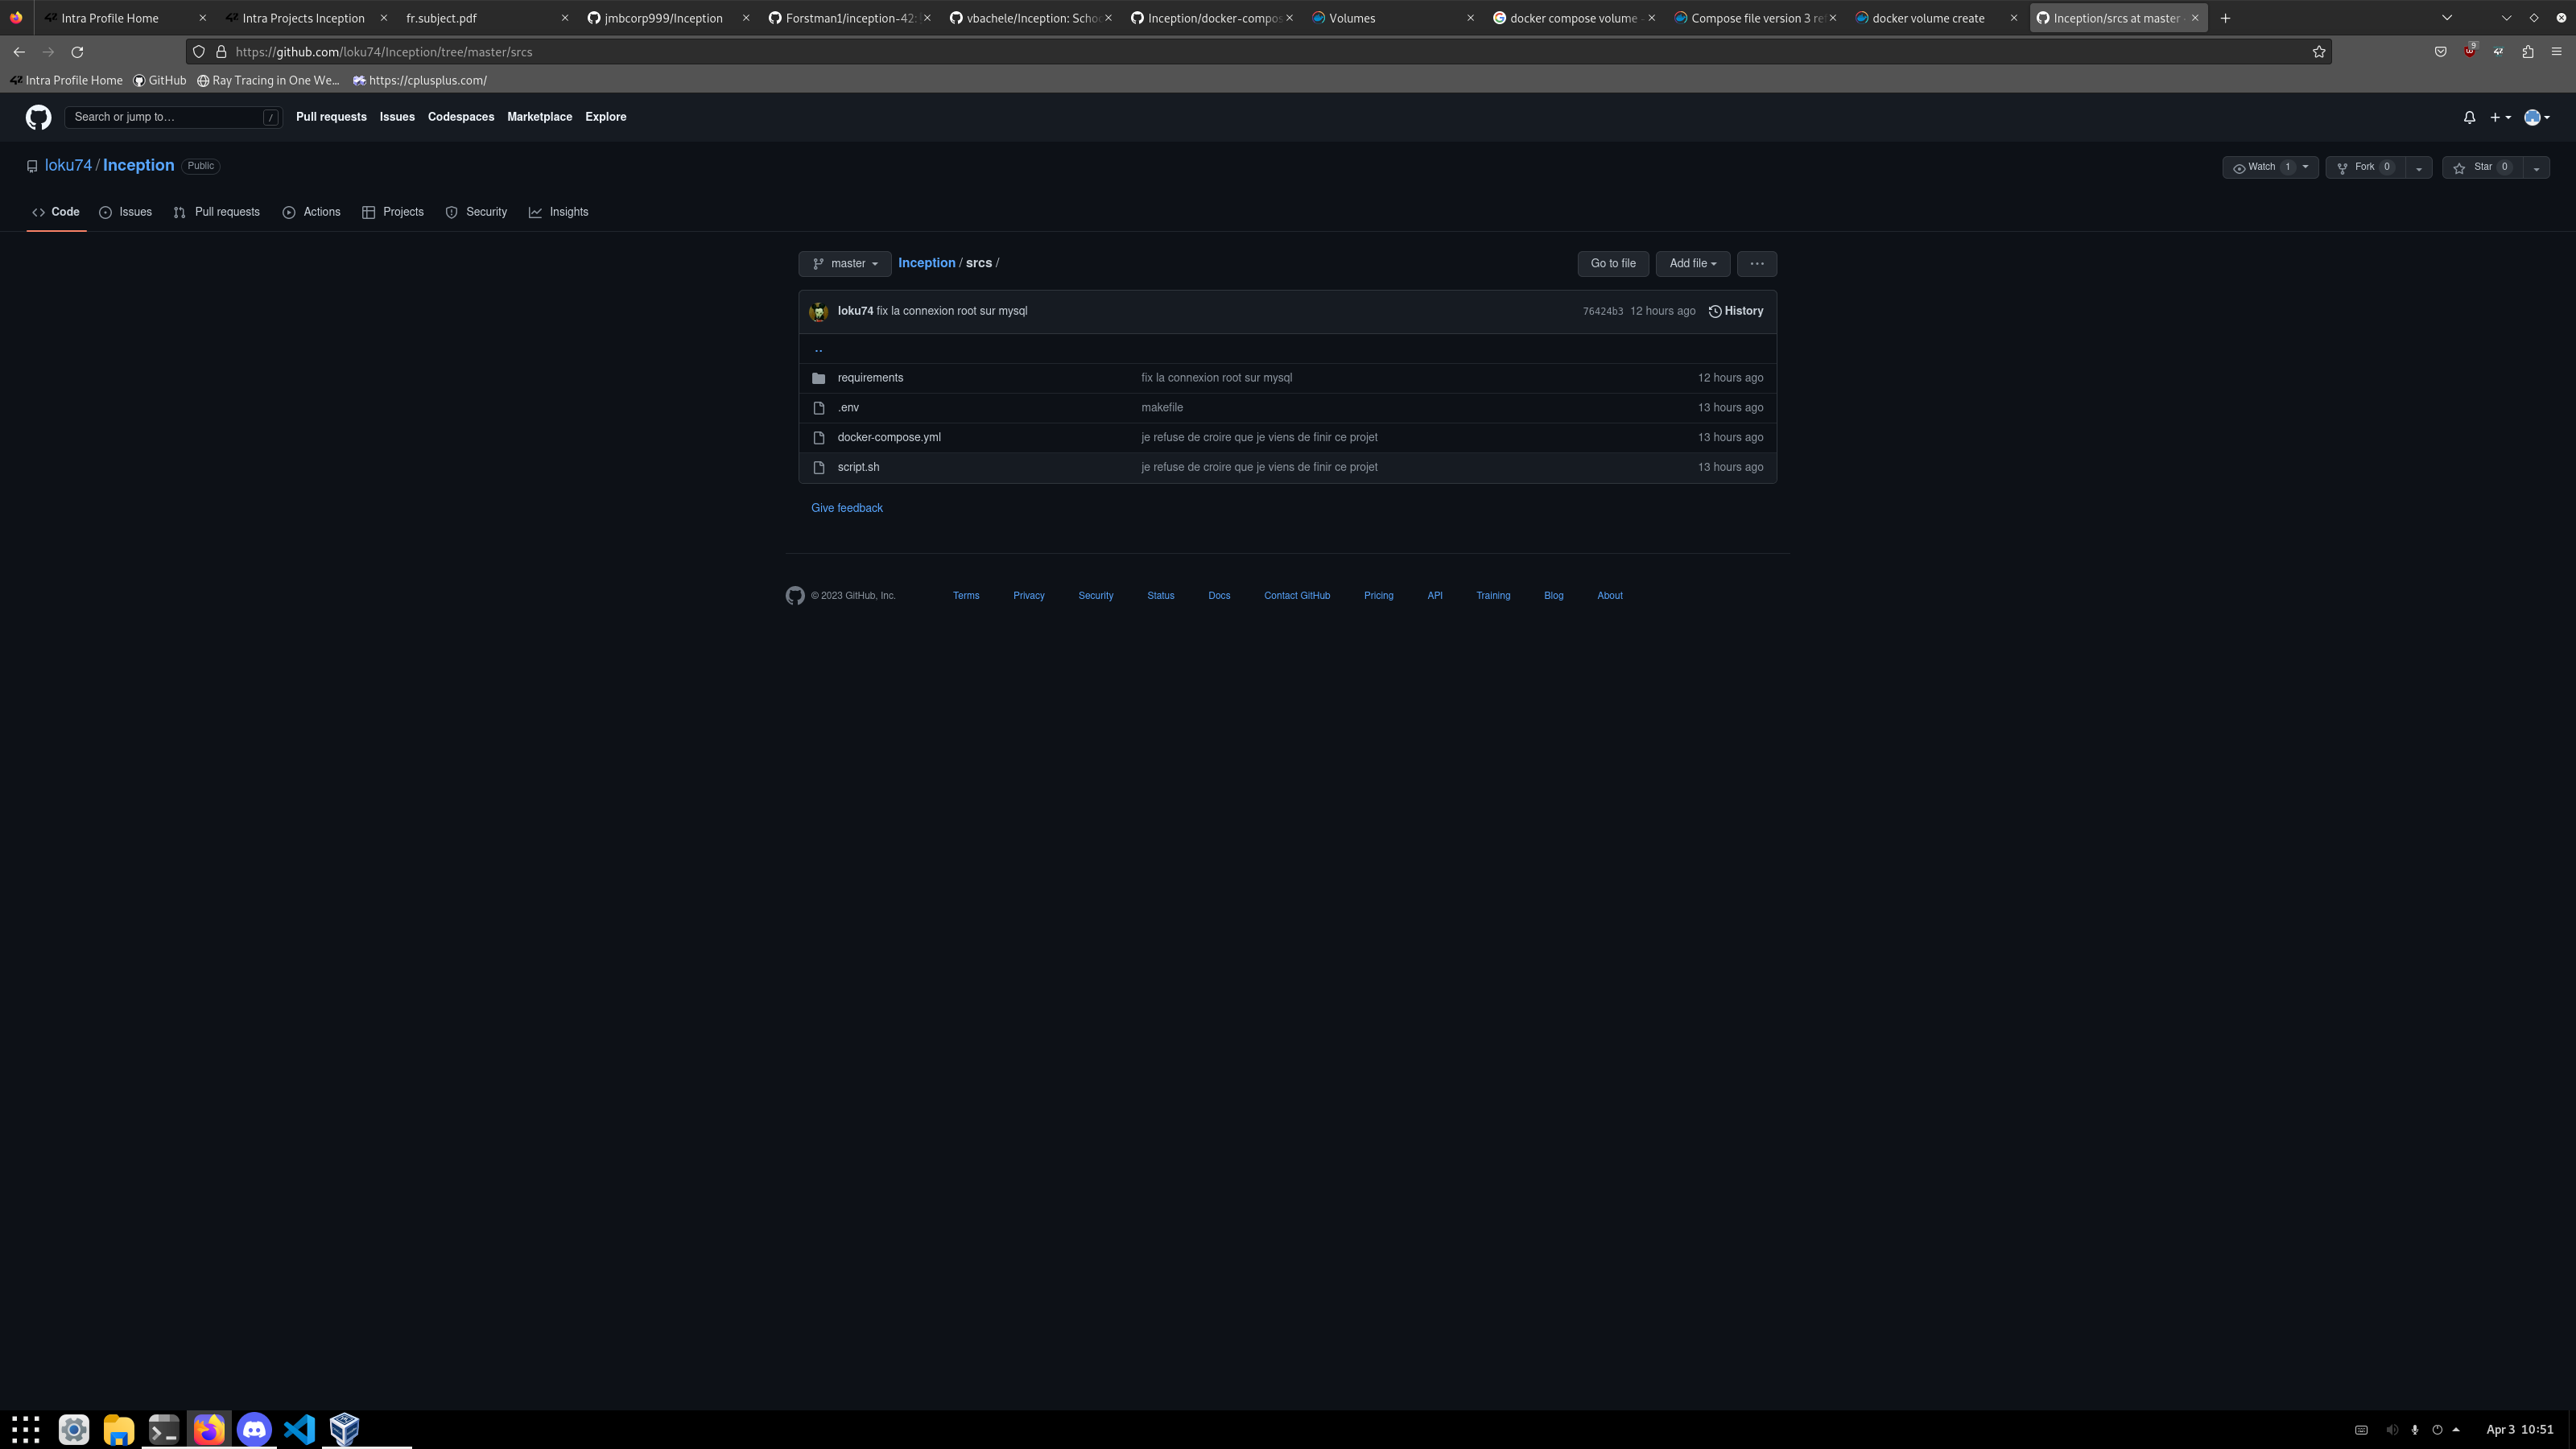 Intra Profile Home
Intra Projects Inception
fr.subject.pdf
jmbcorp999/Inception
Forstman1/inception-42:
vbachele/Inception: Schoo
Inception/docker-compos
Volumes
docker compose volume -
Compose file version 3 re
docker volume create
Inception/srcs at master
https://github.com/loku74/Inception/tree/master/srcs
9
Intra Profile Home
GitHub
Ray Tracing in One We…
https://cplusplus.com/
Search or jump to…
/
Pull requests
Issues
Codespaces
Marketplace
Explore
loku74 / Inception
Public
Watch 1
Fork 0
Star 0
Code
Issues
Pull requests
Actions
Projects
Security
Insights
master
Inception / srcs /
Go to file
Add file
loku74 fix la connexion root sur mysql
76424b3 12 hours ago
History
..
requirements fix la connexion root sur mysql 12 hours ago
.env makefile 13 hours ago
docker-compose.yml je refuse de croire que je viens de finir ce projet 13 hours ago
script.sh je refuse de croire que je viens de finir ce projet 13 hours ago
Give feedback
© 2023 GitHub, Inc.
Terms
Privacy
Security
Status
Docs
Contact GitHub
Pricing
API
Training
Blog
About
Apr 3 10:51